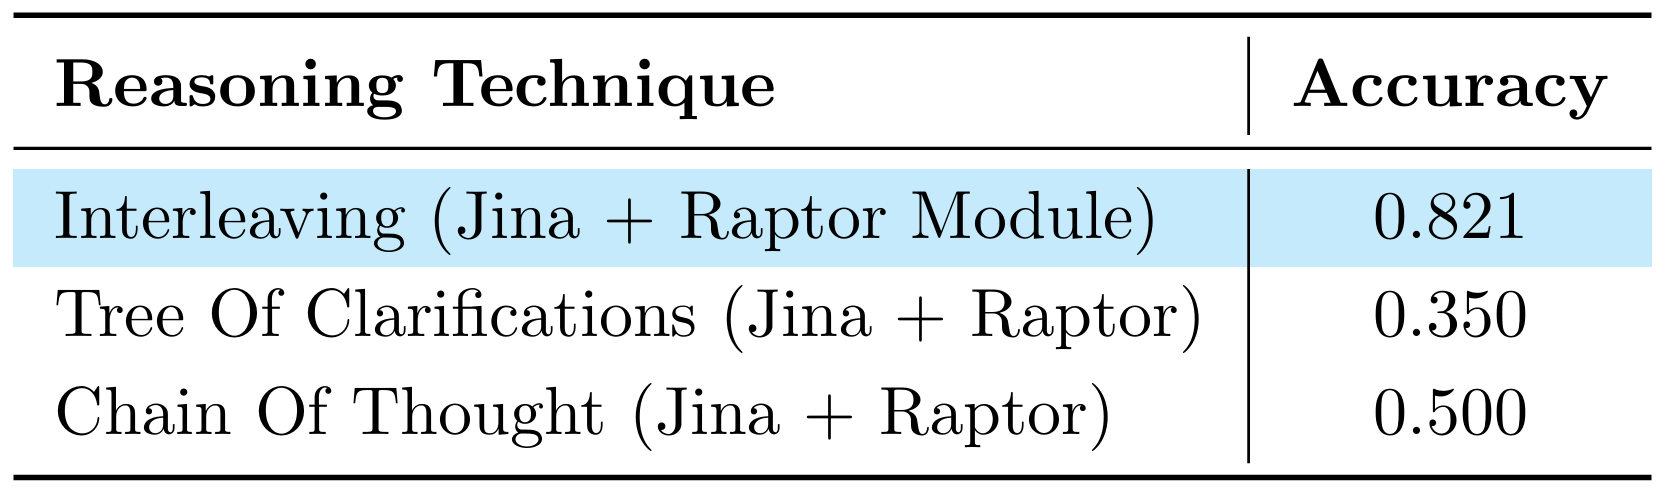 Reasoning Technique Accuracy
Interleaving (Jina + Raptor Module) 0.821
Tree Of Clarifications (Jina + Raptor) 0.350
Chain Of Thought (Jina + Raptor) 0.500